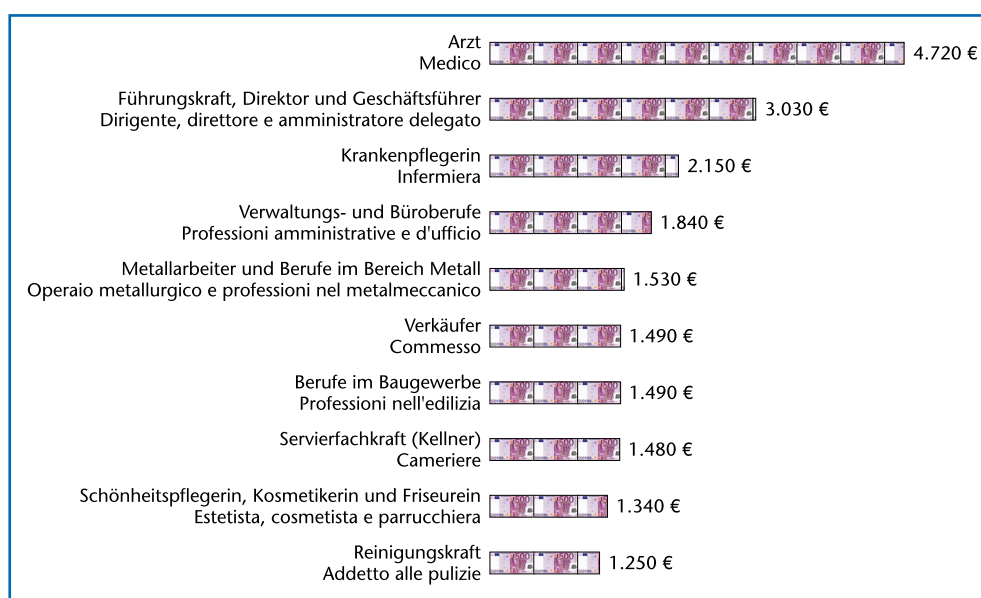 Arzt
Medico
4.720 €
Führungskraft, Direktor und Geschäftsführer
Dirigente, direttore e amministratore delegato
3.030 €
Krankenpflegerin
Infermiera
2.150 €
Verwaltungs- und Büroberufe
Professioni amministrative e d'ufficio
1.840 €
Metallarbeiter und Berufe im Bereich Metall
Operaio metallurgico e professioni nel metalmeccanico
1.530 €
Verkäufer
Commesso
1.490 €
Berufe im Baugewerbe
Professioni nell'edilizia
1.490 €
Servierfachkraft (Kellner)
Cameriere
1.480 €
Schönheitspflegerin, Kosmetikerin und Friseurein
Estetista, cosmetista e parrucchiera
1.340 €
Reinigungskraft
Addetto alle pulizie
1.250 €